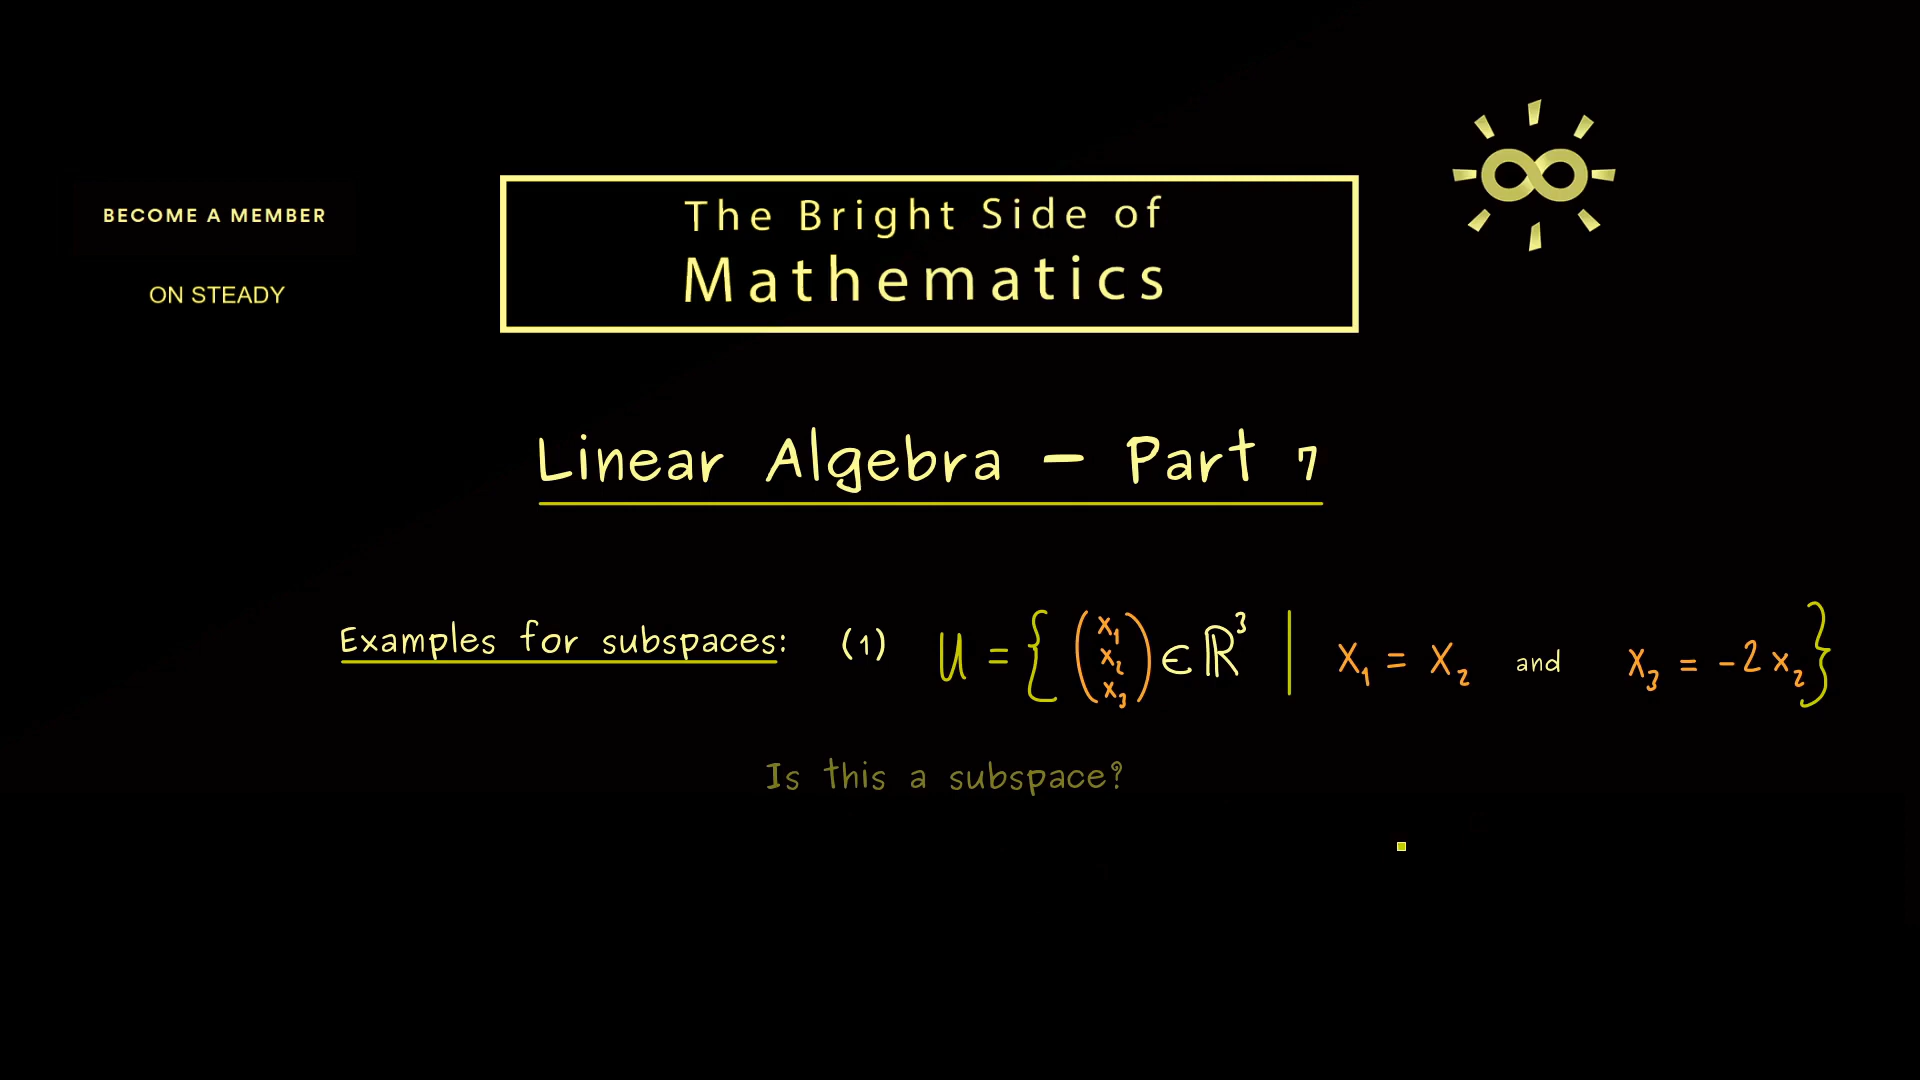 BECOME A MEMBER
ON STEADY
The Bright Side of
Mathematics
Linear Algebra – Part 7
Examples for subspaces: (1) U = { (x₁ x₂ x₃) ∈ ℝ³ | x₁ = x₂ and x₃ = -2x₂ }
Is this a subspace?